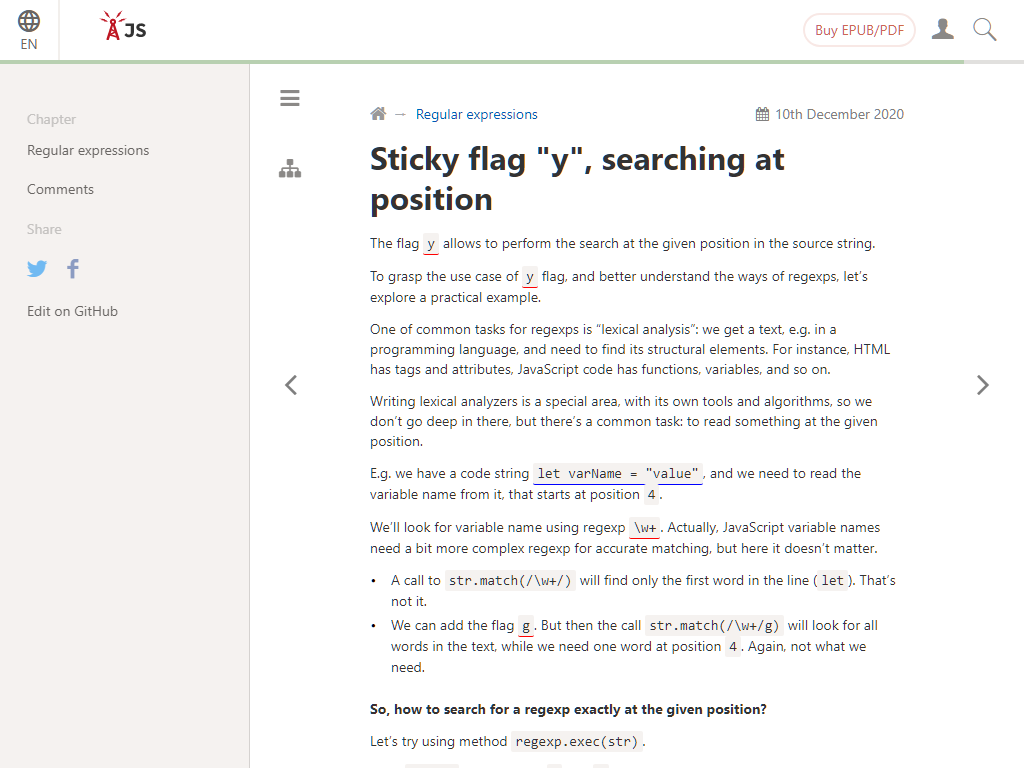 EN
JS
Buy EPUB/PDF
Chapter
Regular expressions
Comments
Share
Edit on GitHub
→ Regular expressions
10th December 2020
Sticky flag "y", searching at
position
The flag y allows to perform the search at the given position in the source string.
To grasp the use case of y flag, and better understand the ways of regexps, let’s
explore a practical example.
One of common tasks for regexps is “lexical analysis”: we get a text, e.g. in a
programming language, and need to find its structural elements. For instance, HTML
has tags and attributes, JavaScript code has functions, variables, and so on.
Writing lexical analyzers is a special area, with its own tools and algorithms, so we
don’t go deep in there, but there’s a common task: to read something at the given
position.
E.g. we have a code string let varName = "value", and we need to read the
variable name from it, that starts at position 4.
We’ll look for variable name using regexp \w+. Actually, JavaScript variable names
need a bit more complex regexp for accurate matching, but here it doesn’t matter.
• A call to str.match(/\w+/) will find only the first word in the line (let). That’s
not it.
• We can add the flag g. But then the call str.match(/\w+/g) will look for all
words in the text, while we need one word at position 4. Again, not what we
need.
So, how to search for a regexp exactly at the given position?
Let’s try using method regexp.exec(str).